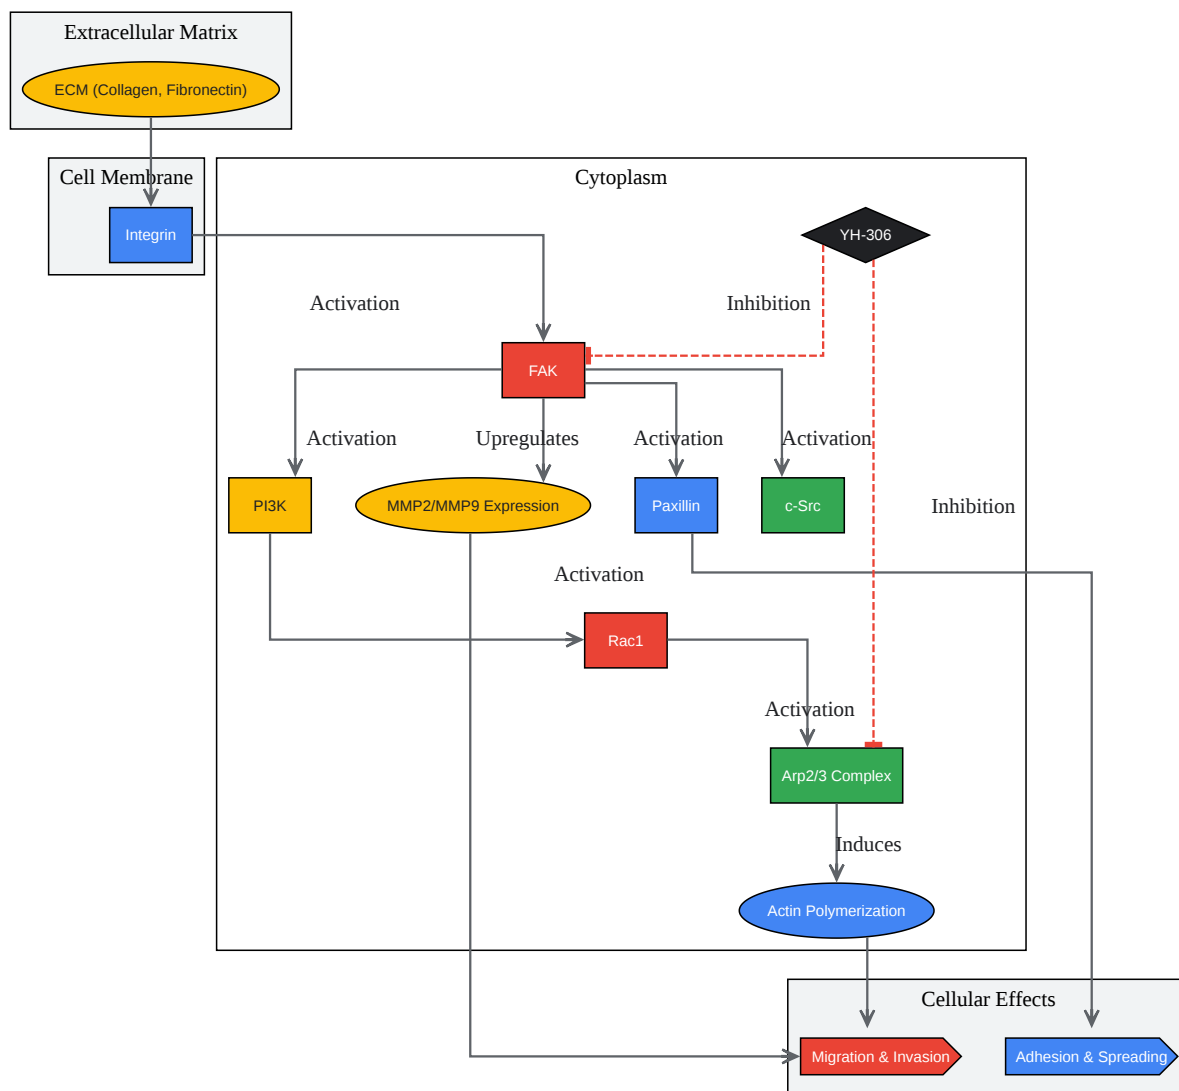 Extracellular Matrix
ECM (Collagen, Fibronectin)
Cell Membrane
Cytoplasm
Integrin
YH-306
Activation
Inhibition
FAK
Activation
Upregulates
Activation
Activation
PI3K
MMP2/MMP9 Expression
Paxillin
c-Src
Inhibition
Activation
Rac1
Activation
Arp2/3 Complex
Induces
Actin Polymerization
Cellular Effects
Migration & Invasion
Adhesion & Spreading